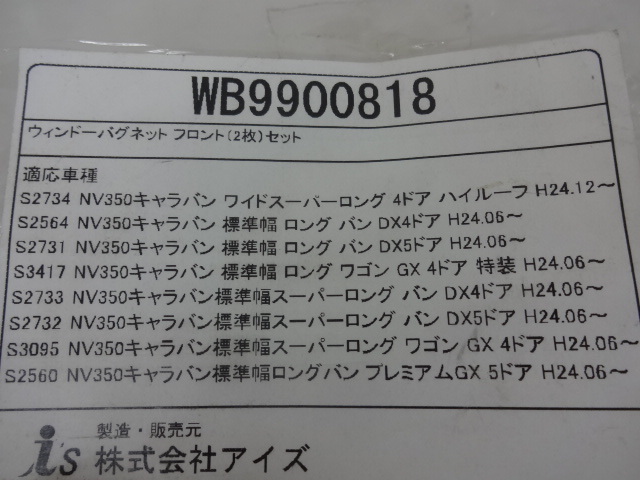 WB9900818
ウィンドーバグネット フロント(2枚)セット
適応車種
S2734 NV350キャラバン ワイドスーパーロング 4ドア ハイルーフ H24.12～
S2564 NV350キャラバン 標準幅 ロング バン DX4ドア H24.06～
S2731 NV350キャラバン 標準幅 ロング バン DX5ドア H24.06～
S3417 NV350キャラバン 標準幅 ロング ワゴン GX 4ドア 特装 H24.06～
S2733 NV350キャラバン標準幅スーパーロング バン DX4ドア H24.06～
S2732 NV350キャラバン標準幅スーパーロング バン DX5ドア H24.06～
S3095 NV350キャラバン標準幅スーパーロング ワゴン GX 4ドア H24.06～
S2560 NV350キャラバン標準幅ロングバン プレミアムGX 5ドア H24.06～
製造・販売元
i's 株式会社アイズ